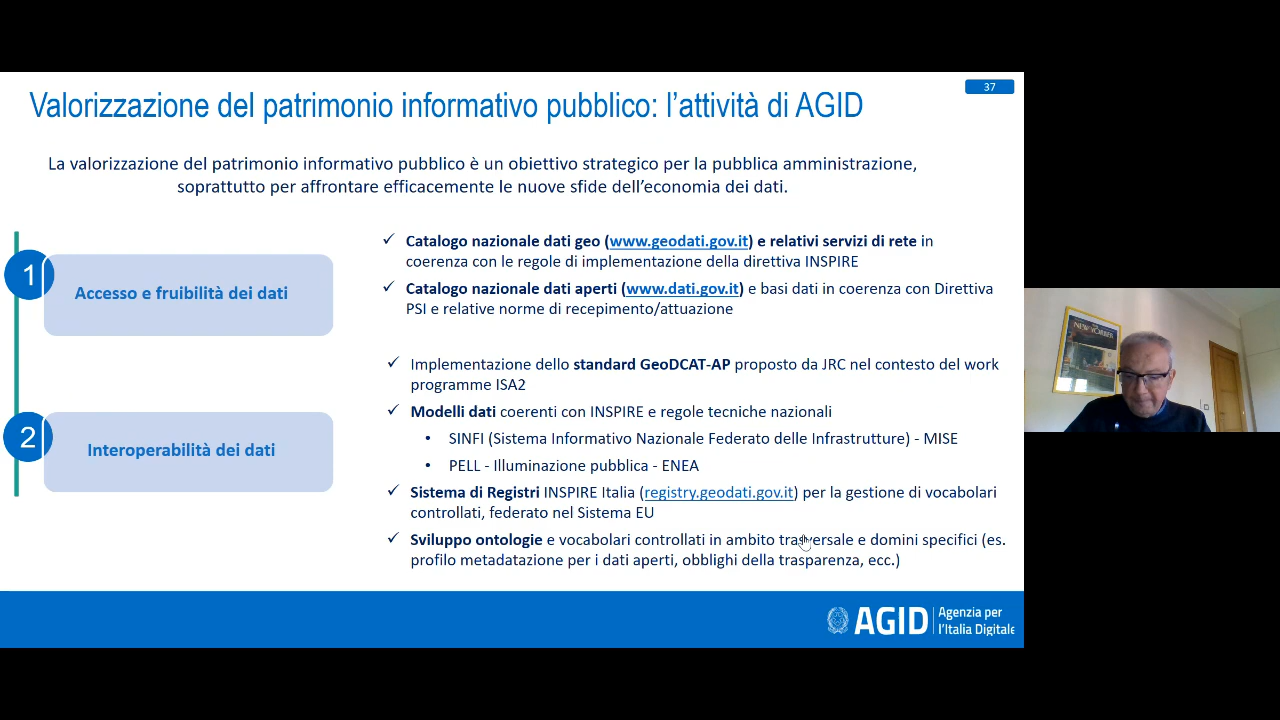 37
Valorizzazione del patrimonio informativo pubblico: l'attività di AGID
La valorizzazione del patrimonio informativo pubblico è un obiettivo strategico per la pubblica amministrazione,
soprattutto per affrontare efficacemente le nuove sfide dell'economia dei dati.
1
Accesso e fruibilità dei dati
✓ Catalogo nazionale dati geo (www.geodati.gov.it) e relativi servizi di rete in
coerenza con le regole di implementazione della direttiva INSPIRE
✓ Catalogo nazionale dati aperti (www.dati.gov.it) e basi dati in coerenza con Direttiva
PSI e relative norme di recepimento/attuazione
2
Interoperabilità dei dati
✓ Implementazione dello standard GeoDCAT-AP proposto da JRC nel contesto del work
programme ISA2
✓ Modelli dati coerenti con INSPIRE e regole tecniche nazionali
• SINFI (Sistema Informativo Nazionale Federato delle Infrastrutture) - MISE
• PELL - Illuminazione pubblica - ENEA
✓ Sistema di Registri INSPIRE Italia (registry.geodati.gov.it) per la gestione di vocabolari
controllati, federato nel Sistema EU
✓ Sviluppo ontologie e vocabolari controllati in ambito trasversale e domini specifici (es.
profilo metadatazione per i dati aperti, obblighi della trasparenza, ecc.)
AGID
Agenzia per
l'Italia Digitale
NEW YORKER